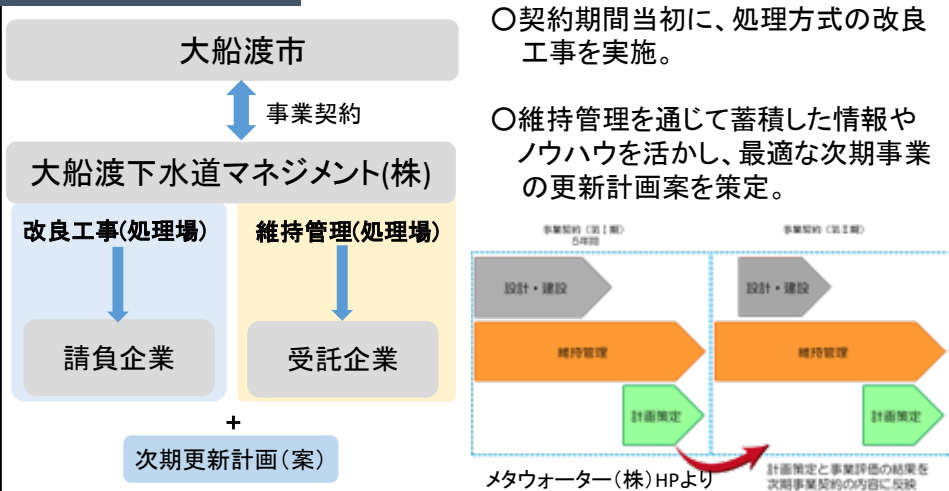 大船渡市
事業契約
大船渡下水道マネジメント(株)
改良工事(処理場)
維持管理(処理場)
請負企業
受託企業
+
次期更新計画(案)
〇契約期間当初に、処理方式の改良
工事を実施。
〇維持管理を通じて蓄積した情報や
ノウハウを活かし、最適な次期事業
の更新計画案を策定。
事業契約（第Ⅰ期）
5年間
事業契約（第Ⅱ期）
設計・建設
設計・建設
維持管理
維持管理
計画策定
計画策定
メタウォーター(株)HPより
計画策定と事業評価の結果を
次期事業契約の内容に反映